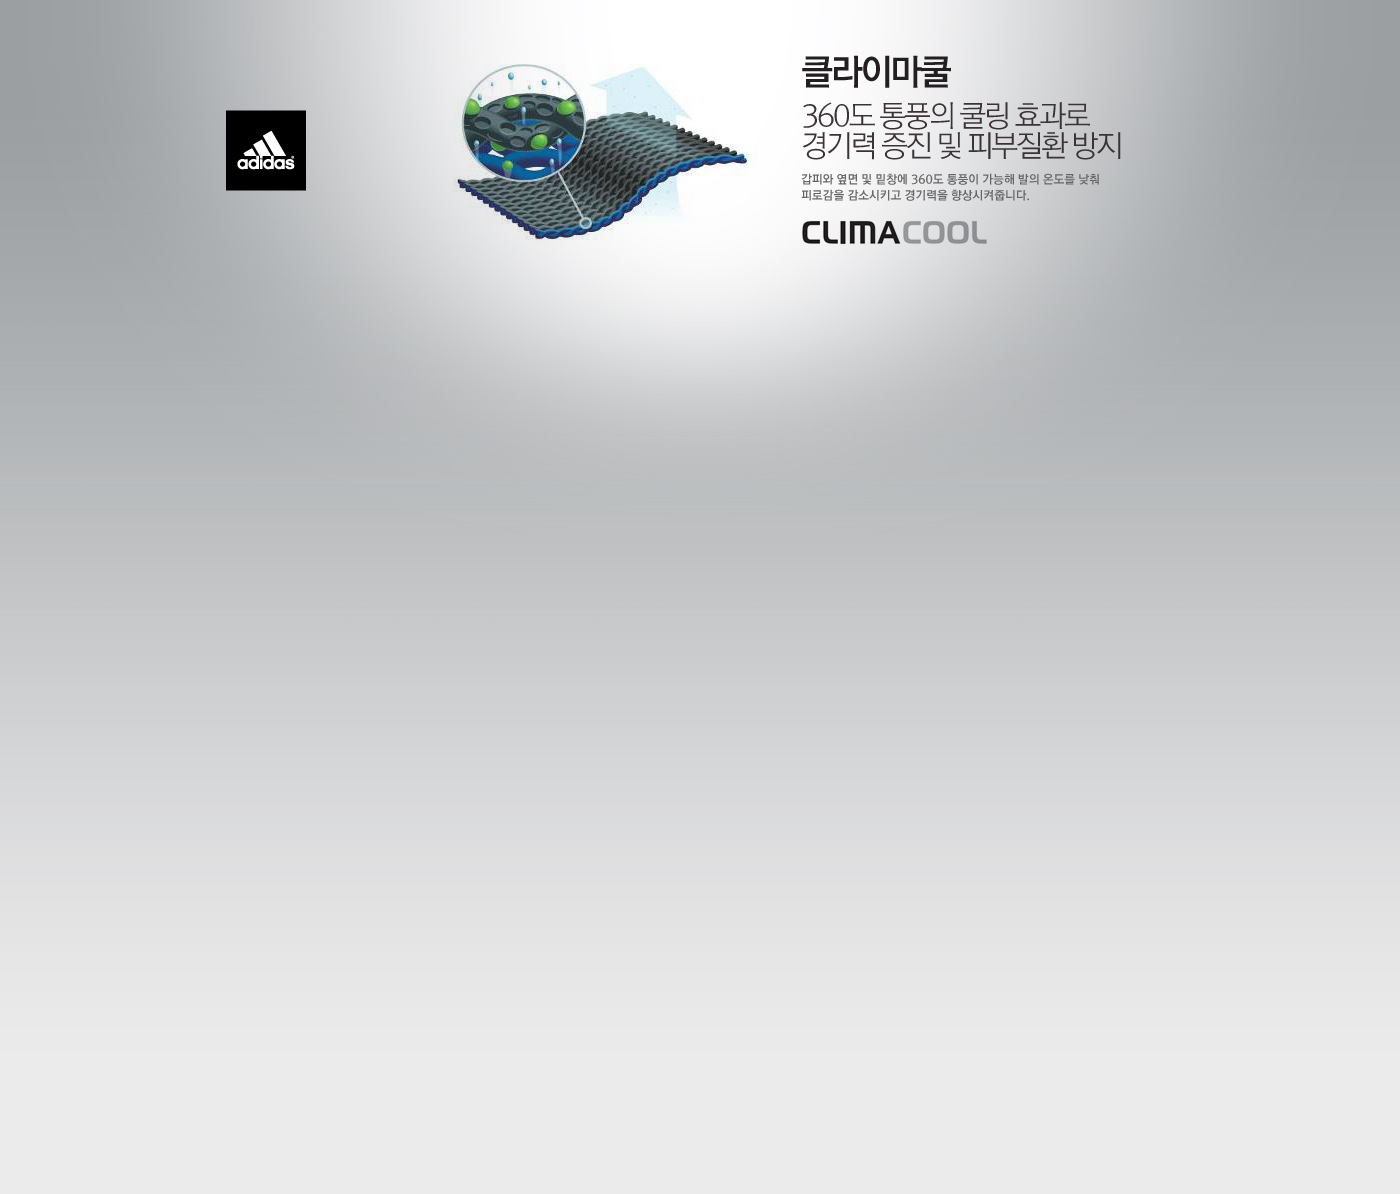 adidas
클라이마쿨
360도 통풍의 쿨링 효과로
경기력 증진 및 피부질환 방지
갑피와 옆면 및 밑창에 360도 통풍이 가능해 발의 온도를 낮춰
피로감을 감소시키고 경기력을 향상시켜줍니다.
CLIMACOOL